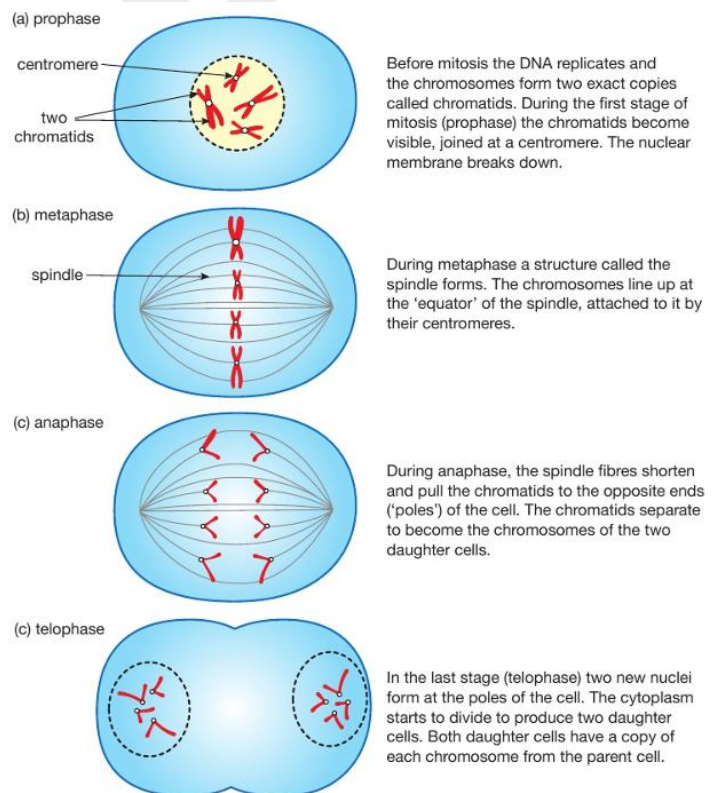 (a) prophase
centromere
two
chromatids
Before mitosis the DNA replicates and
the chromosomes form two exact copies
called chromatids. During the first stage of
mitosis (prophase) the chromatids become
visible, joined at a centromere. The nuclear
membrane breaks down.
(b) metaphase
spindle
During metaphase a structure called the
spindle forms. The chromosomes line up at
the ‘equator’ of the spindle, attached to it by
their centromeres.
(c) anaphase
During anaphase, the spindle fibres shorten
and pull the chromatids to the opposite ends
(‘poles’) of the cell. The chromatids separate
to become the chromosomes of the two
daughter cells.
(c) telophase
In the last stage (telophase) two new nuclei
form at the poles of the cell. The cytoplasm
starts to divide to produce two daughter
cells. Both daughter cells have a copy of
each chromosome from the parent cell.